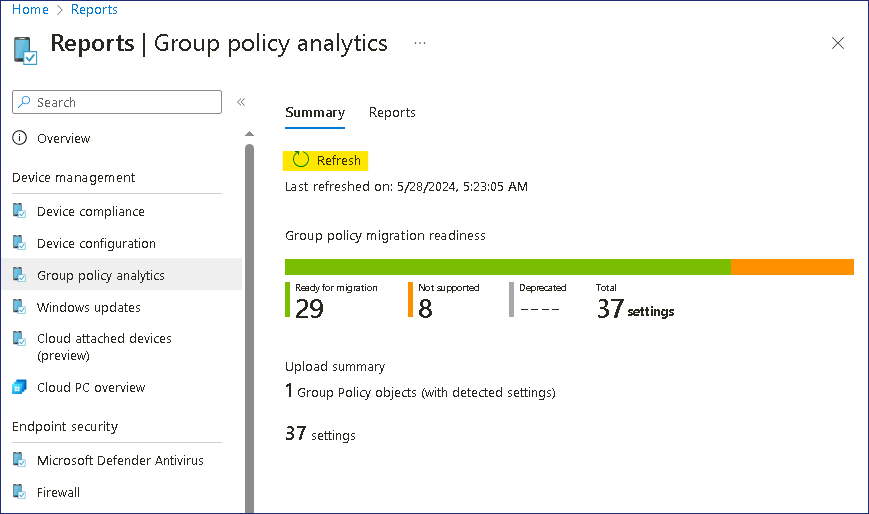 Home > Reports
Reports | Group policy analytics ...
Search
«
Overview
Device management
Device compliance
Device configuration
Group policy analytics
Windows updates
Cloud attached devices
(preview)
Cloud PC overview
Endpoint security
Microsoft Defender Antivirus
Firewall
Summary Reports
Refresh
Last refreshed on: 5/28/2024, 5:23:05 AM
Group policy migration readiness
Ready for migration Not supported Deprecated Total
29 8 ---- 37 settings
Upload summary
1 Group Policy objects (with detected settings)
37 settings